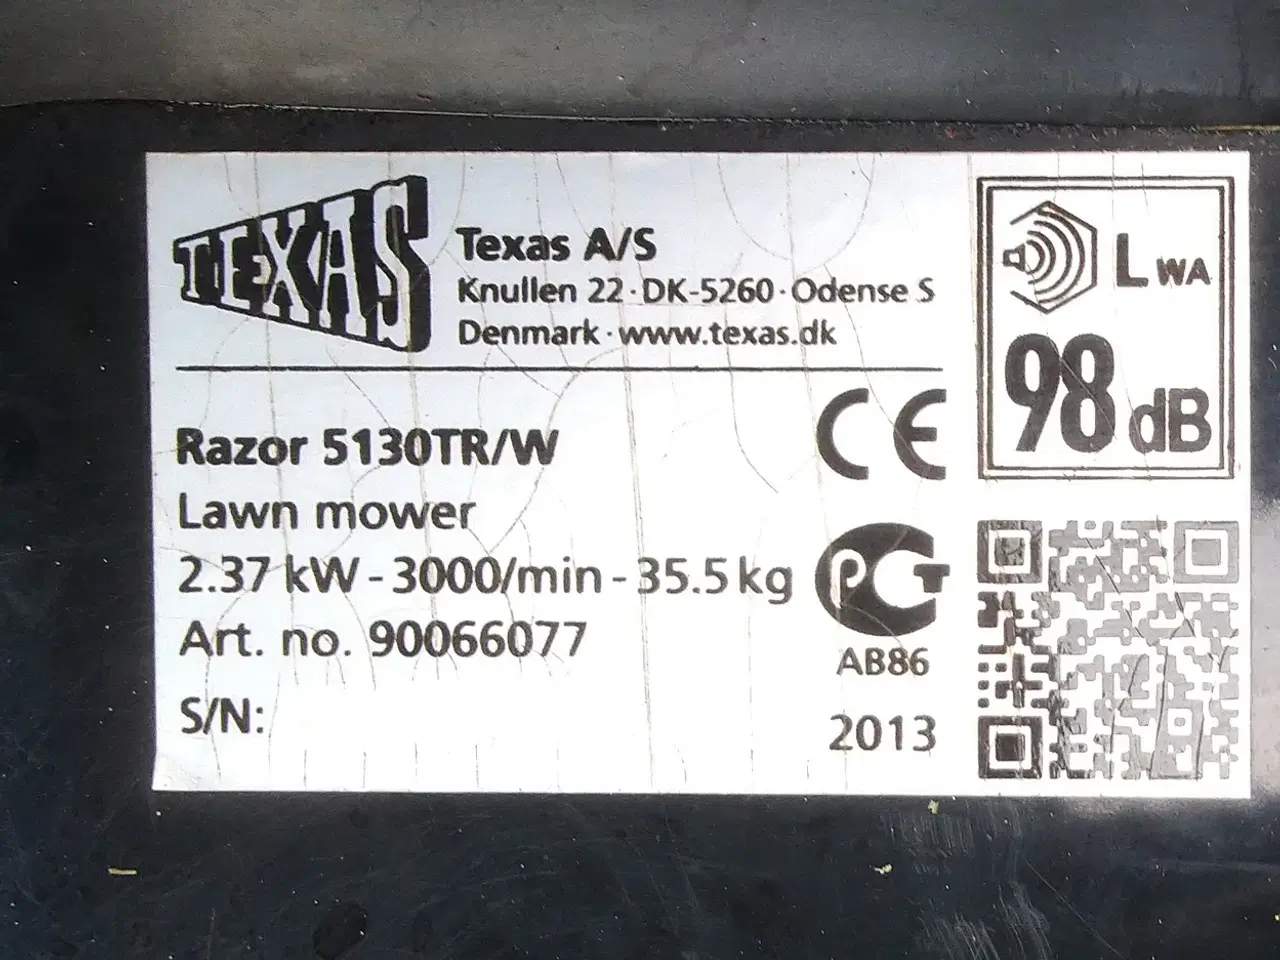 TEXAS
Texas A/S
Knullen 22 · DK-5260 · Odense S
Denmark · www.texas.dk
LWA
98 dB
Razor 5130TR/W
CE
Lawn mower
2.37 kW - 3000/min - 35.5 kg
PCT
Art. no. 90066077
AB86
S/N:
2013